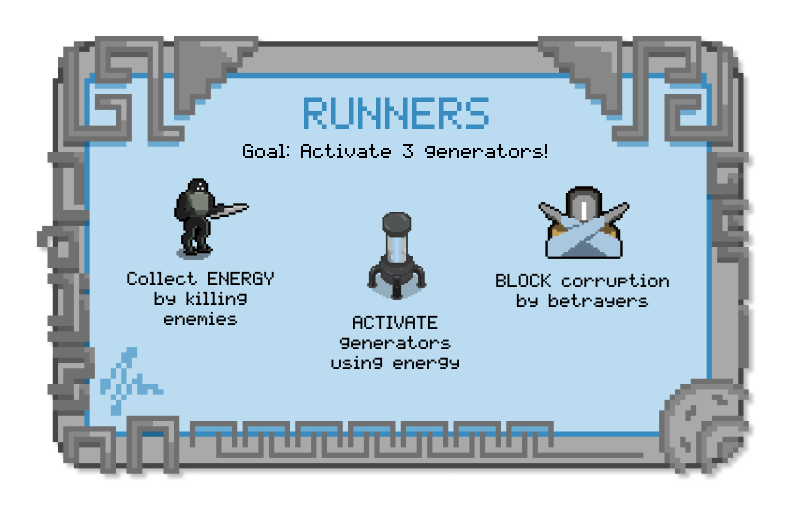 RUNNERS
Goal: Activate 3 generators!
Collect ENERGY
by killing
enemies
ACTIVATE
generators
using energy
BLOCK corruption
by betrayers